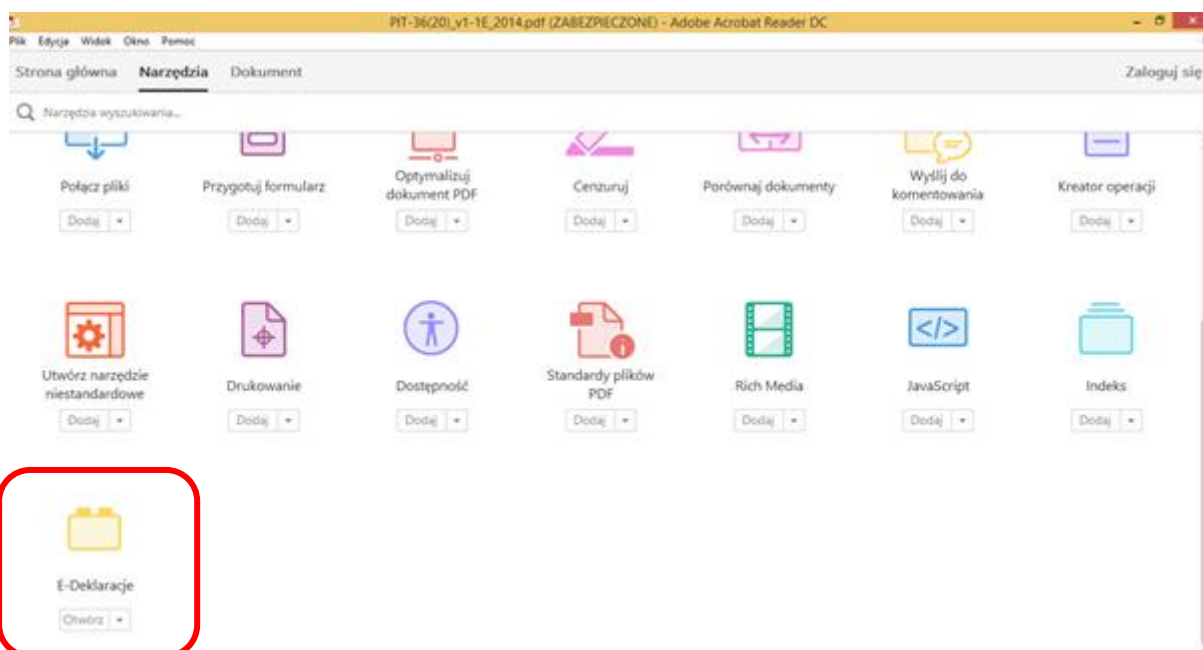 PIT-36(20)_v1-1E_2014.pdf (ZABEZPIECZONE) - Adobe Acrobat Reader DC
Plik Edycja Widok Okno Pomoc
Strona główna Narzędzia Dokument Zaloguj się
Narzędzia wyszukiwania...
Połącz pliki
Przygotuj formularz
Optymalizuj
dokument PDF
Cenzuruj
Porównaj dokumenty
Wyślij do
komentowania
Kreator operacji
Dodaj Dodaj Dodaj Dodaj Dodaj Dodaj Dodaj
Utwórz narzędzie
niestandardowe
Drukowanie
Dostępność
Standardy plików
PDF
Rich Media
</>
JavaScript
Indeks
Dodaj Dodaj Dodaj Dodaj Dodaj Dodaj Dodaj
E-Deklaracje
Otwórz